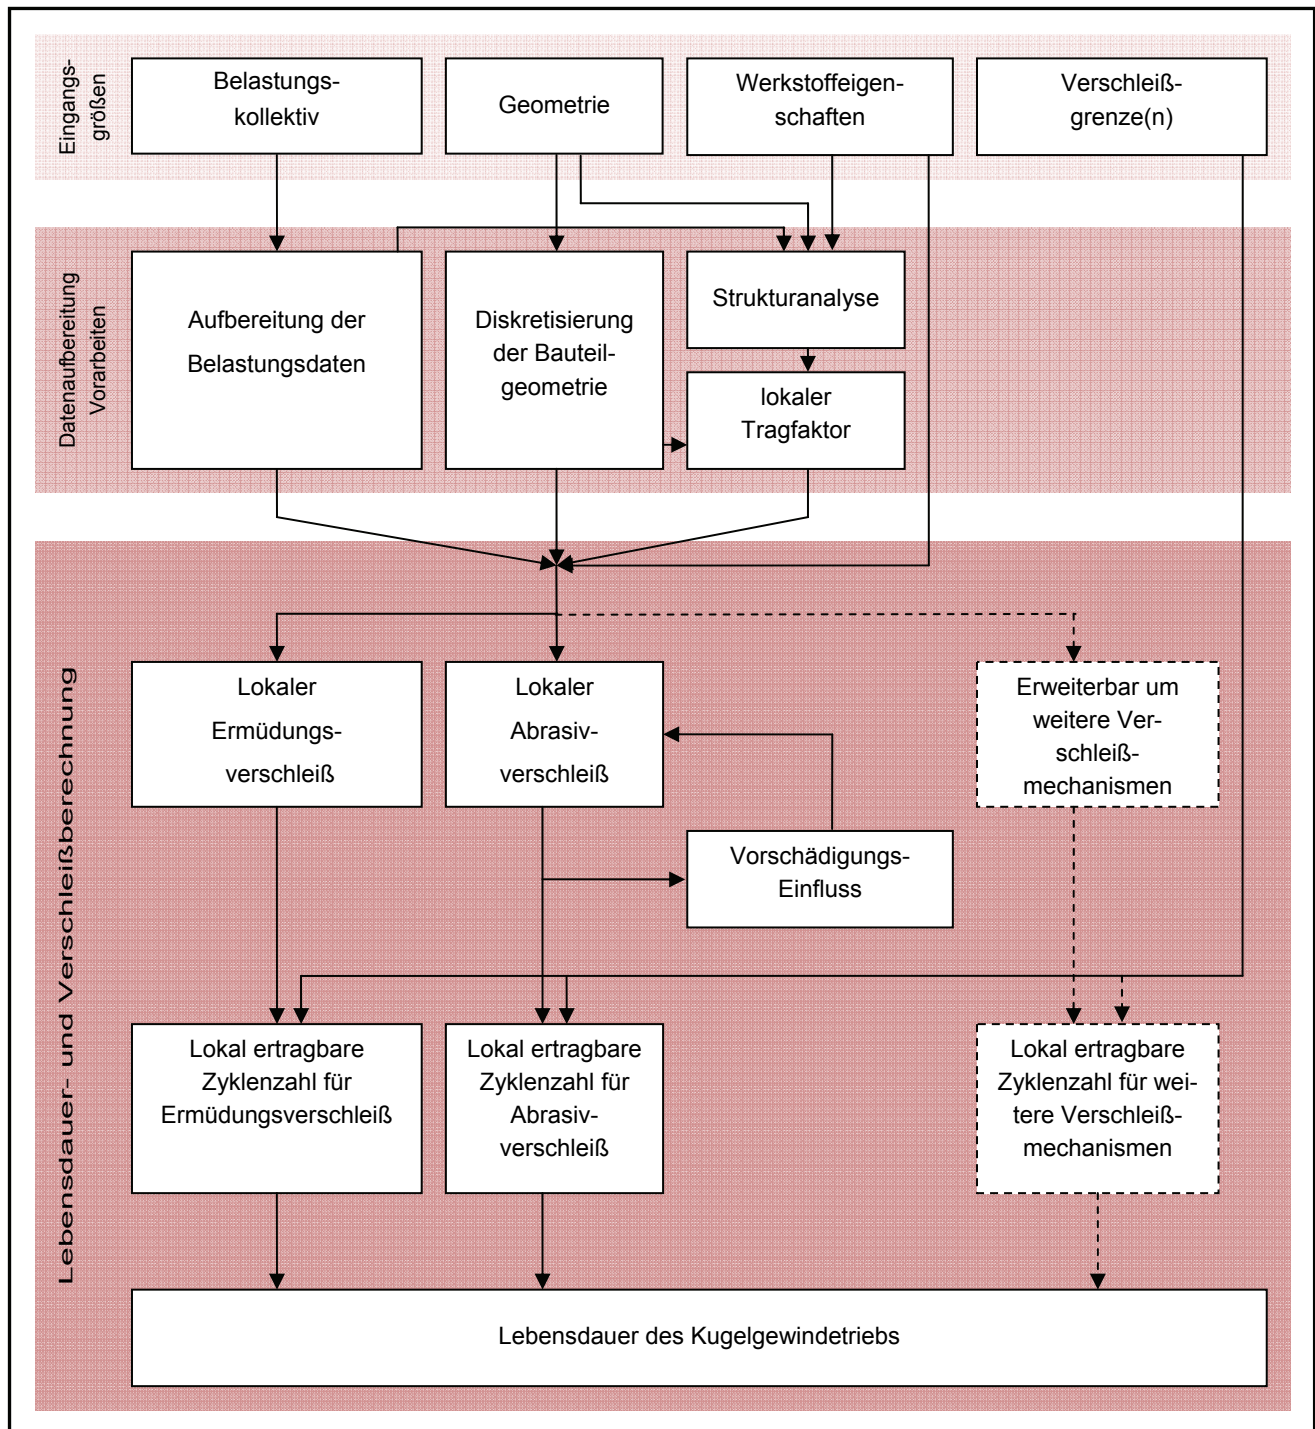 Eingangs-
größen
Belastungs-
kollektiv
Geometrie
Werkstoffeigen-
schaften
Verschleiß-
grenze(n)
Datenaufbereitung
Vorarbeiten
Aufbereitung der
Belastungsdaten
Diskretisierung
der Bauteil-
geometrie
Strukturanalyse
lokaler
Tragfaktor
Lebensdauer- und Verschleißberechnung
Lokaler
Ermüdungs-
verschleiß
Lokaler
Abrasiv-
verschleiß
Erweiterbar um
weitere Ver-
schleiß-
mechanismen
Vorschädigungs-
Einfluss
Lokal ertragbare
Zyklenzahl für
Ermüdungsverschleiß
Lokal ertragbare
Zyklenzahl für
Abrasiv-
verschleiß
Lokal ertragbare
Zyklenzahl für wei-
tere Verschleiß-
mechanismen
Lebensdauer des Kugelgewindetriebs